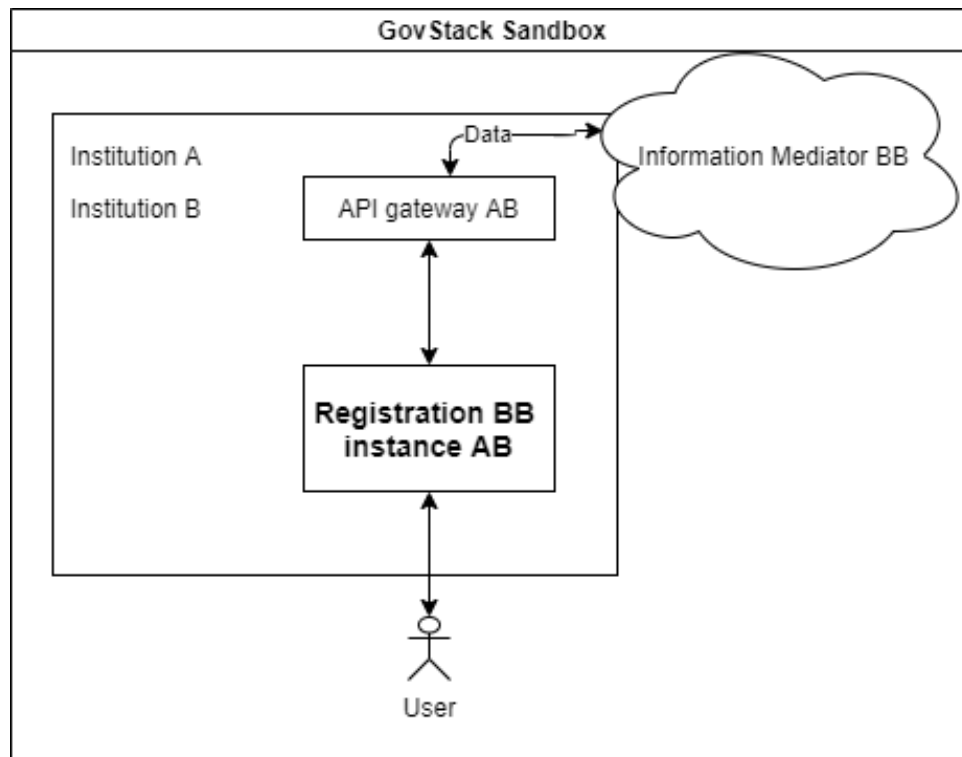 GovStack Sandbox
Data
Institution A
Information Mediator BB
Institution B
API gateway AB
Registration BB
instance AB
User